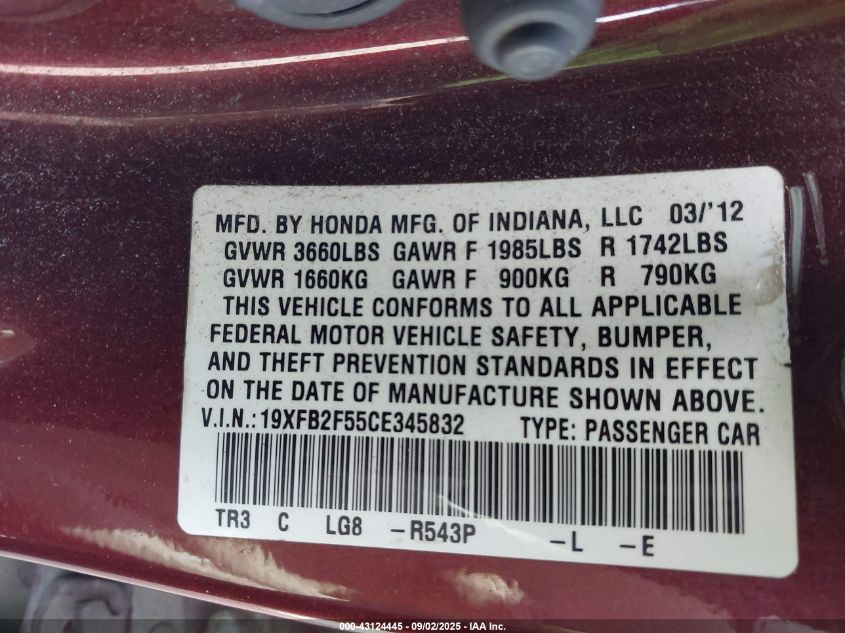 MFD. BY HONDA MFG. OF INDIANA, LLC 03/'12
GVWR 3660LBS GAWR F 1985LBS R 1742LBS
GVWR 1660KG GAWR F 900KG R 790KG
THIS VEHICLE CONFORMS TO ALL APPLICABLE
FEDERAL MOTOR VEHICLE SAFETY, BUMPER,
AND THEFT PREVENTION STANDARDS IN EFFECT
ON THE DATE OF MANUFACTURE SHOWN ABOVE.
V.I.N.:19XFB2F55CE345832 TYPE: PASSENGER CAR
TR3 C LG8 –R543P –L –E
000-43124445 - 09/02/2025 - IAA Inc.